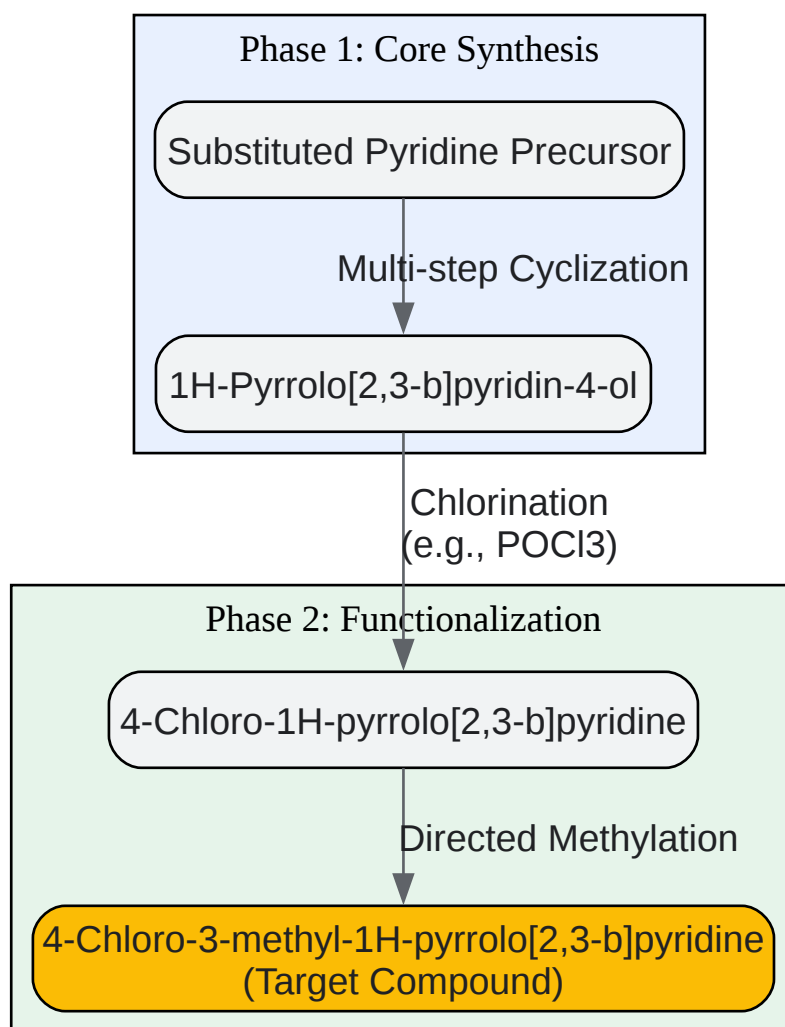 Phase 1: Core Synthesis
Substituted Pyridine Precursor
Multi-step Cyclization
1H-Pyrrolo[2,3-b]pyridin-4-ol
Chlorination
(e.g., POCl3)
Phase 2: Functionalization
4-Chloro-1H-pyrrolo[2,3-b]pyridine
Directed Methylation
4-Chloro-3-methyl-1H-pyrrolo[2,3-b]pyridine
(Target Compound)